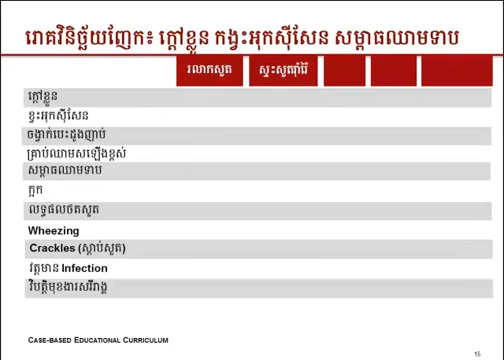 រោគវិនិច្ឆ័យញែក៖ ក្តៅខ្លួន កង្វះអុកស៊ីសែន សម្ពាធឈាមទាប
រលាកសួត ស្ទះសួតរ៉ាំរ៉ៃ
ក្តៅខ្លួន
ខ្វះអុកស៊ីសែន
ចង្វាក់បេះដូងញាប់
គ្រាប់ឈាមសឡើងខ្ពស់
សម្ពាធឈាមទាប
ក្អក
លទ្ធផលថតសួត
Wheezing
Crackles (ស្តាប់សួត)
វត្តមាន Infection
វិបត្តិមុខងារសរីរាង្គ
CASE-BASED EDUCATIONAL CURRICULUM
15